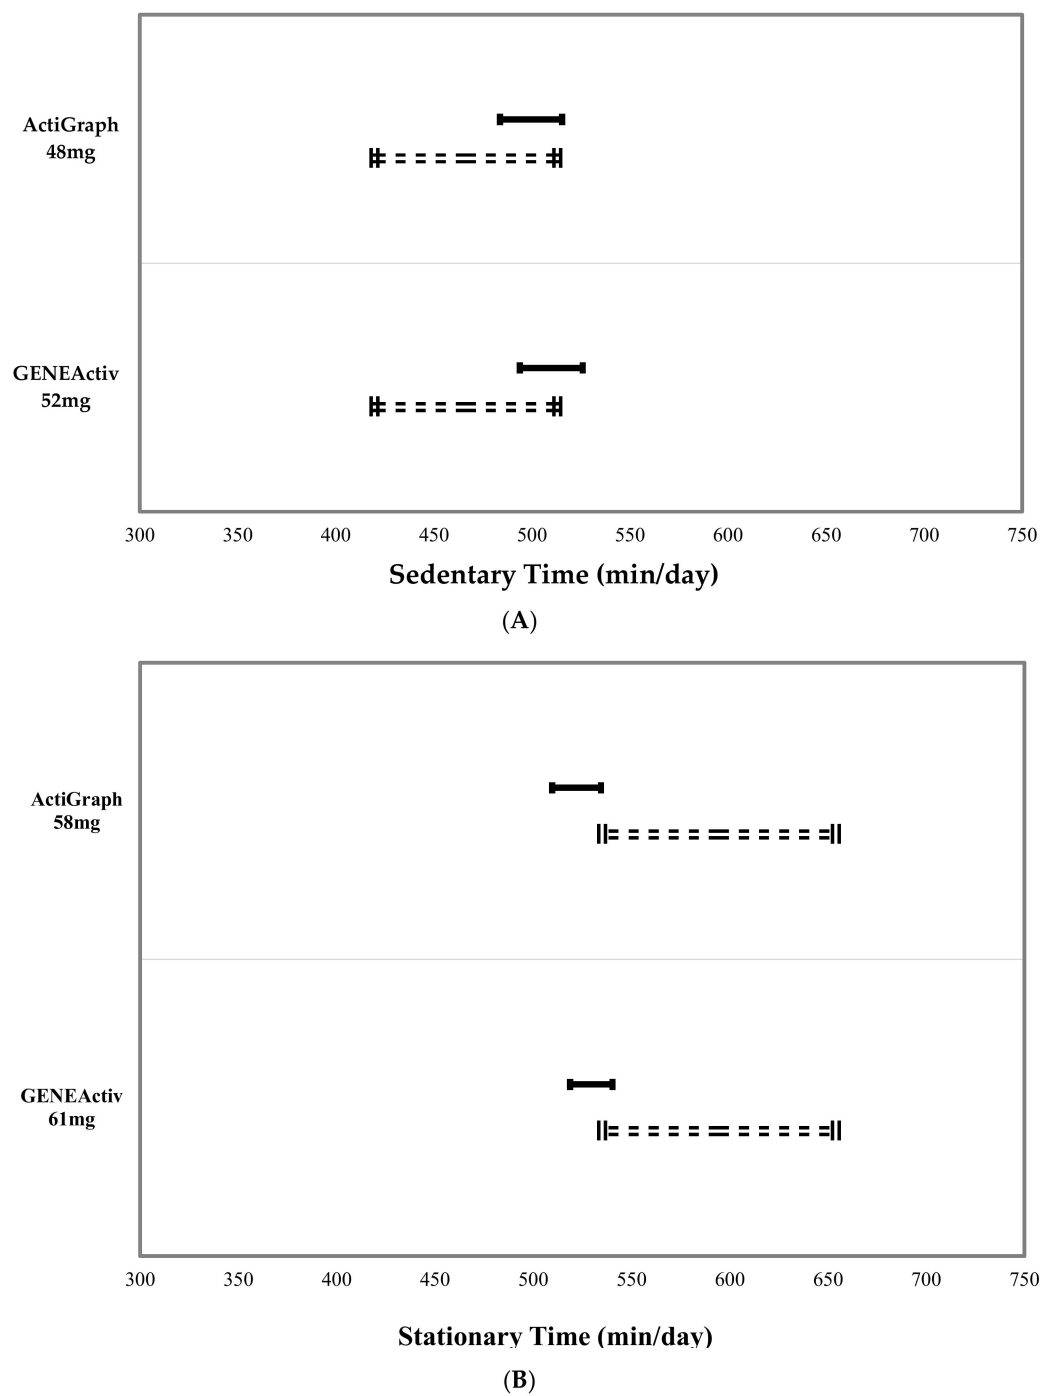 ActiGraph
48mg
GENEActiv
52mg
300 350 400 450 500 550 600 650 700 750
Sedentary Time (min/day)
(A)
ActiGraph
58mg
GENEActiv
61mg
300 350 400 450 500 550 600 650 700 750
Stationary Time (min/day)
(B)